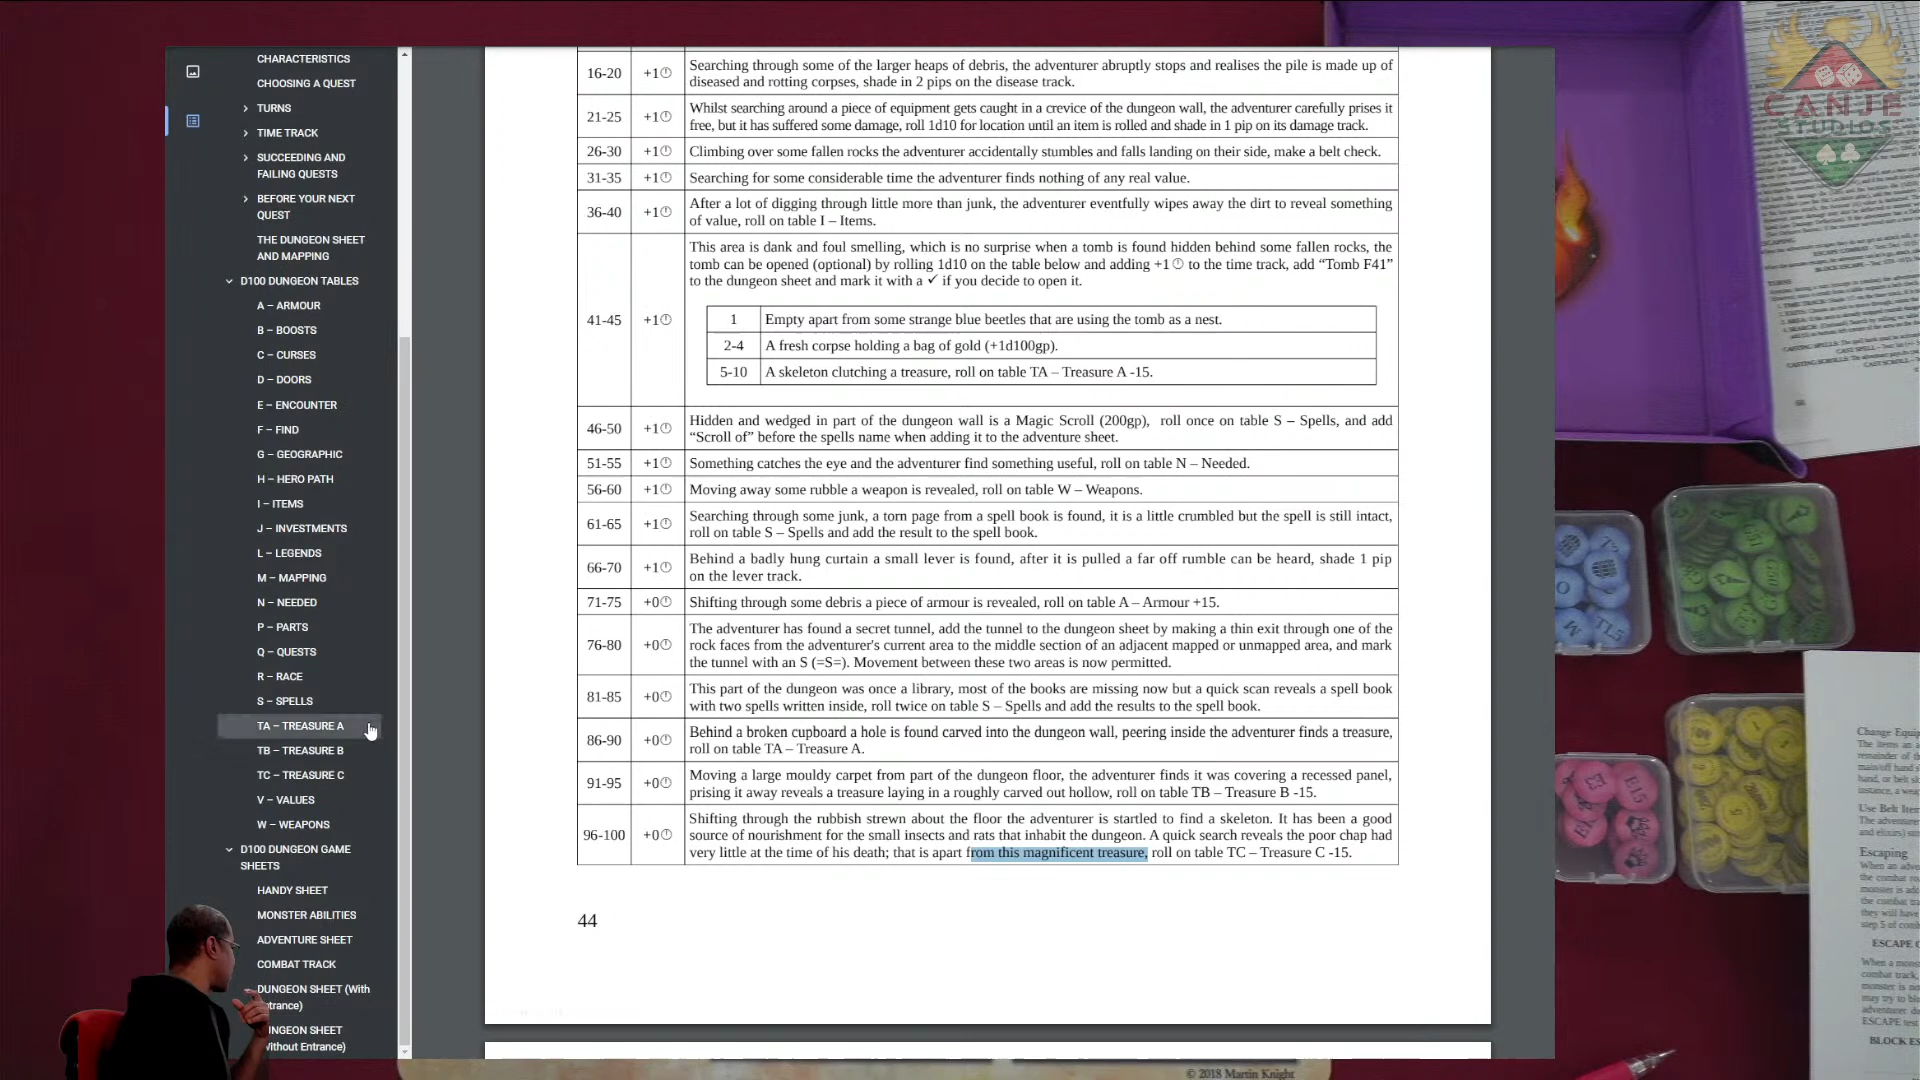 CHARACTERISTICS
CHOOSING A QUEST
TURNS
TIME TRACK
SUCCEEDING AND
FAILING QUESTS
BEFORE YOUR NEXT
QUEST
THE DUNGEON SHEET
AND MAPPING
D100 DUNGEON TABLES
A – ARMOUR
B – BOOSTS
C – CURSES
D – DOORS
E – ENCOUNTER
F – FIND
G – GEOGRAPHIC
H – HERO PATH
I – ITEMS
J – INVESTMENTS
L – LEGENDS
M – MAPPING
N – NEEDED
P – PARTS
Q – QUESTS
R – RACE
S – SPELLS
TA – TREASURE A
TB – TREASURE B
TC – TREASURE C
V – VALUES
W – WEAPONS
D100 DUNGEON GAME
SHEETS
HANDY SHEET
MONSTER ABILITIES
ADVENTURE SHEET
COMBAT TRACK
DUNGEON SHEET (With
ntrance)
UNGEON SHEET
ithout Entrance)
16-20 +1 Searching through some of the larger heaps of debris, the adventurer abruptly stops and realises the pile is made up of
diseased and rotting corpses, shade in 2 pips on the disease track.
21-25 +1 Whilst searching around a piece of equipment gets caught in a crevice of the dungeon wall, the adventurer carefully prises it
free, but it has suffered some damage, roll 1d10 for location until an item is rolled and shade in 1 pip on its damage track.
26-30 +1 Climbing over some fallen rocks the adventurer accidentally stumbles and falls landing on their side, make a belt check.
31-35 +1 Searching for some considerable time the adventurer finds nothing of any real value.
36-40 +1 After a lot of digging through little more than junk, the adventurer eventfully wipes away the dirt to reveal something
of value, roll on table I – Items.
41-45 +1 This area is dank and foul smelling, which is no surprise when a tomb is found hidden behind some fallen rocks, the
tomb can be opened (optional) by rolling 1d10 on the table below and adding +1 to the time track, add “Tomb F41”
to the dungeon sheet and mark it with a ✓ if you decide to open it.
1 Empty apart from some strange blue beetles that are using the tomb as a nest.
2-4 A fresh corpse holding a bag of gold (+1d100gp).
5-10 A skeleton clutching a treasure, roll on table TA – Treasure A -15.
46-50 +1 Hidden and wedged in part of the dungeon wall is a Magic Scroll (200gp), roll once on table S – Spells, and add
“Scroll of” before the spells name when adding it to the adventure sheet.
51-55 +1 Something catches the eye and the adventurer find something useful, roll on table N – Needed.
56-60 +1 Moving away some rubble a weapon is revealed, roll on table W – Weapons.
61-65 +1 Searching through some junk, a torn page from a spell book is found, it is a little crumbled but the spell is still intact,
roll on table S – Spells and add the result to the spell book.
66-70 +1 Behind a badly hung curtain a small lever is found, after it is pulled a far off rumble can be heard, shade 1 pip
on the lever track.
71-75 +0 Shifting through some debris a piece of armour is revealed, roll on table A – Armour +15.
76-80 +0 The adventurer has found a secret tunnel, add the tunnel to the dungeon sheet by making a thin exit through one of the
rock faces from the adventurer's current area to the middle section of an adjacent mapped or unmapped area, and mark
the tunnel with an S (=S=). Movement between these two areas is now permitted.
81-85 +0 This part of the dungeon was once a library, most of the books are missing now but a quick scan reveals a spell book
with two spells written inside, roll twice on table S – Spells and add the results to the spell book.
86-90 +0 Behind a broken cupboard a hole is found carved into the dungeon wall, peering inside the adventurer finds a treasure,
roll on table TA – Treasure A.
91-95 +0 Moving a large mouldy carpet from part of the dungeon floor, the adventurer finds it was covering a recessed panel,
prising it away reveals a treasure laying in a roughly carved out hollow, roll on table TB – Treasure B -15.
96-100 +0 Shifting through the rubbish strewn about the floor the adventurer is startled to find a skeleton. It has been a good
source of nourishment for the small insects and rats that inhabit the dungeon. A quick search reveals the poor chap had
very little at the time of his death; that is apart from this magnificent treasure, roll on table TC – Treasure C -15.
44
CANJE
STUDIOS
Change Equip
Use Belt Item
Escaping
ESCAPE
© 2018 Martin Knight